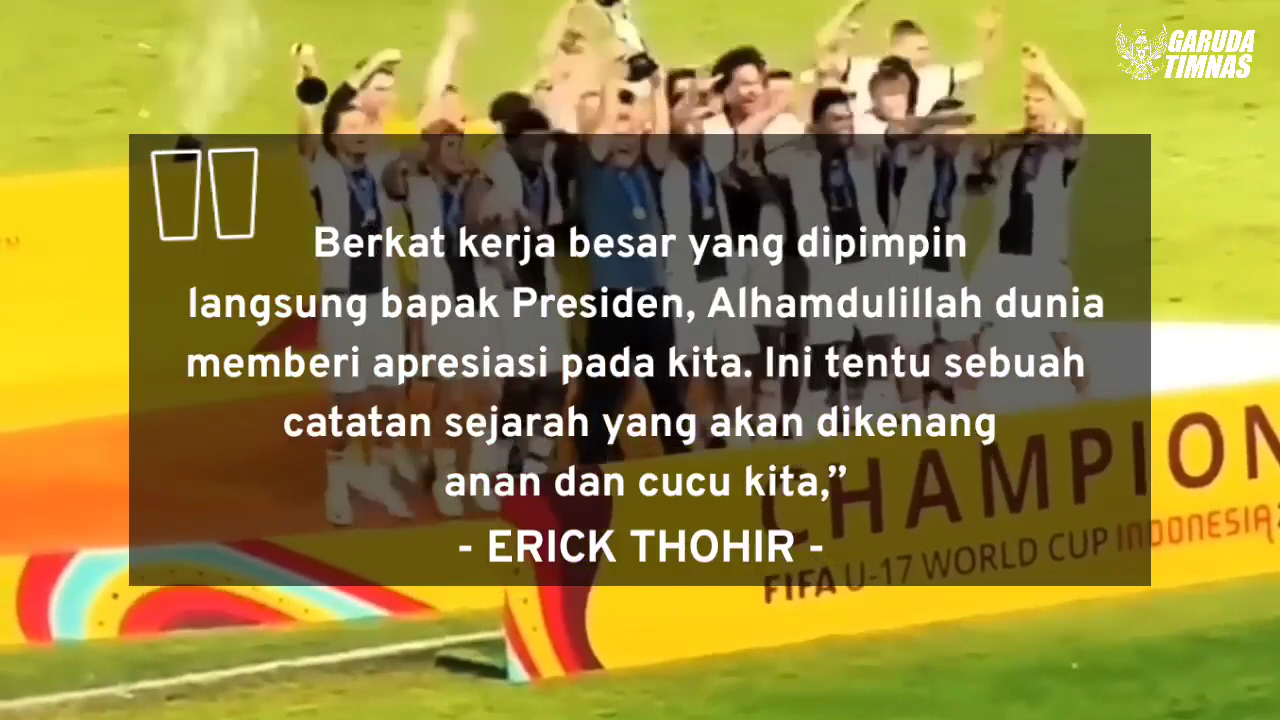 GARUDA
TIMNAS
Berkat kerja besar yang dipimpin
langsung bapak Presiden, Alhamdulillah dunia
memberi apresiasi pada kita. Ini tentu sebuah
catatan sejarah yang akan dikenang
anan dan cucu kita,”
- ERICK THOHIR -
CHAMPION
FIFA U-17 WORLD CUP INDONESIA